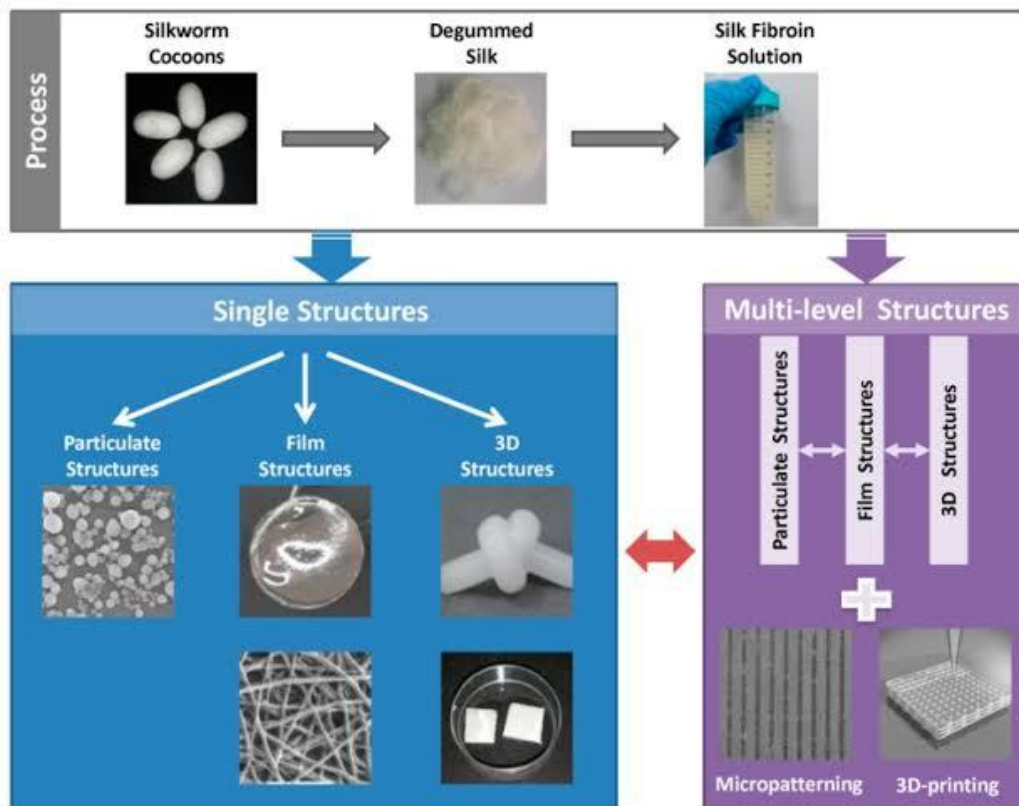 Process
Silkworm
Cocoons
Degummed
Silk
Silk Fibroin
Solution
Single Structures
Particulate
Structures
Film
Structures
3D
Structures
Multi-level Structures
Particulate Structures
Film Structures
3D Structures
Micropatterning
3D-printing